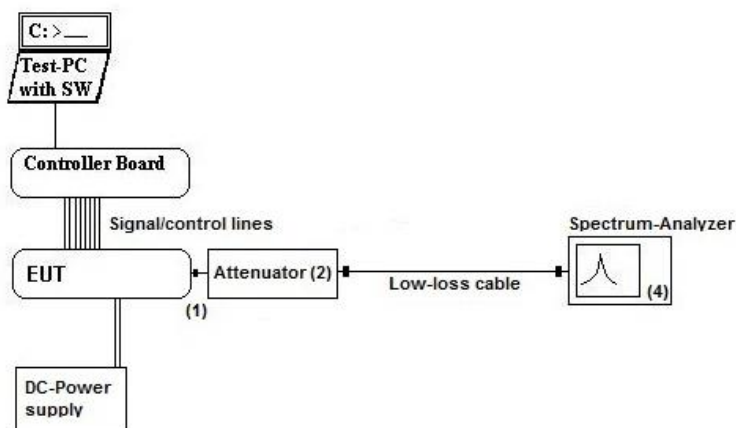 C: >__
Test-PC
with SW
Controller Board
Signal/control lines
Spectrum-Analyzer
EUT
Attenuator (2)
Low-loss cable
(4)
(1)
DC-Power
supply